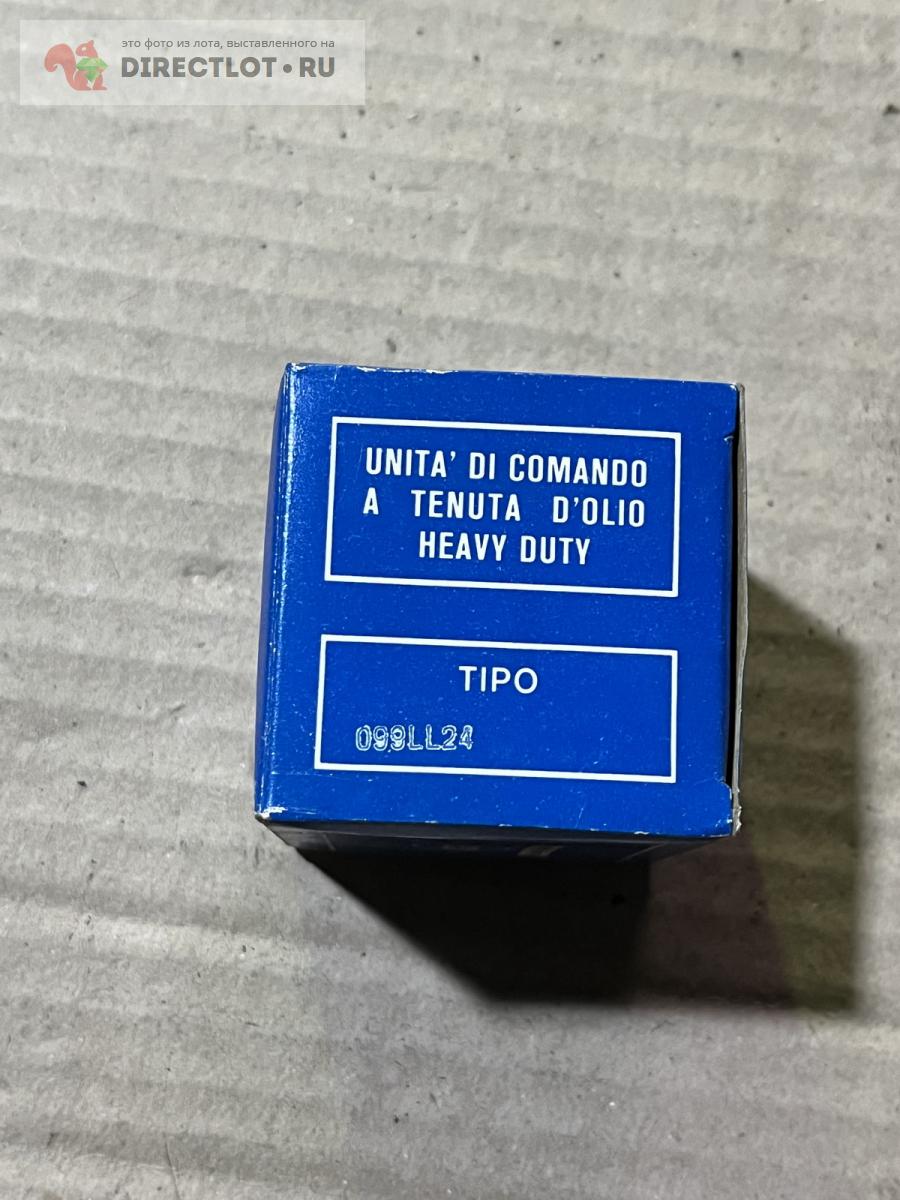 это фото из лота, выставленного на
DIRECTLOT•RU
UNITA' DI COMANDO
A TENUTA D'OLIO
HEAVY DUTY
TIPO
099LL24